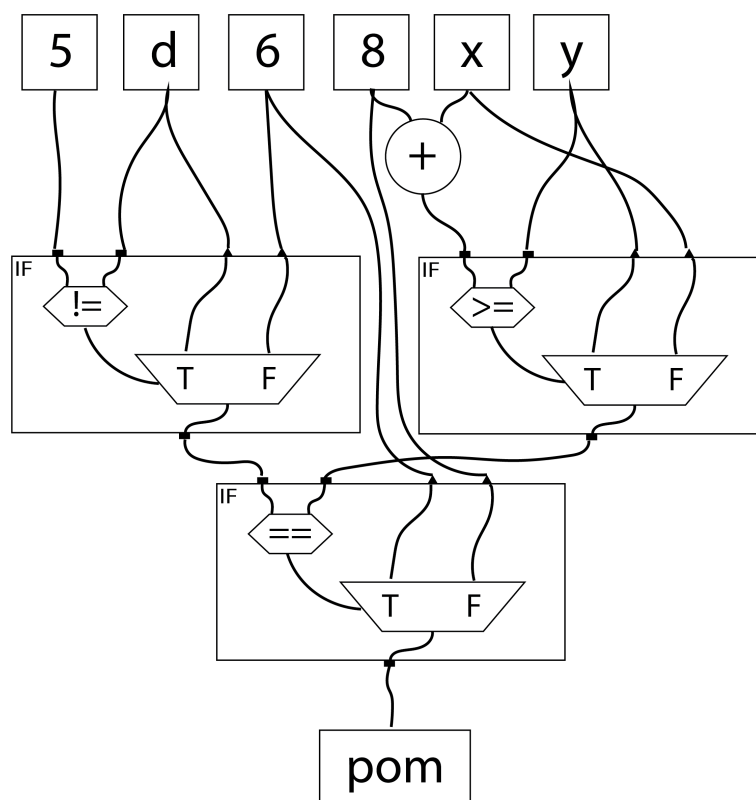 5 d 6 8 x y
+
IF IF
!= >=
T F T F
IF
==
T F
pom